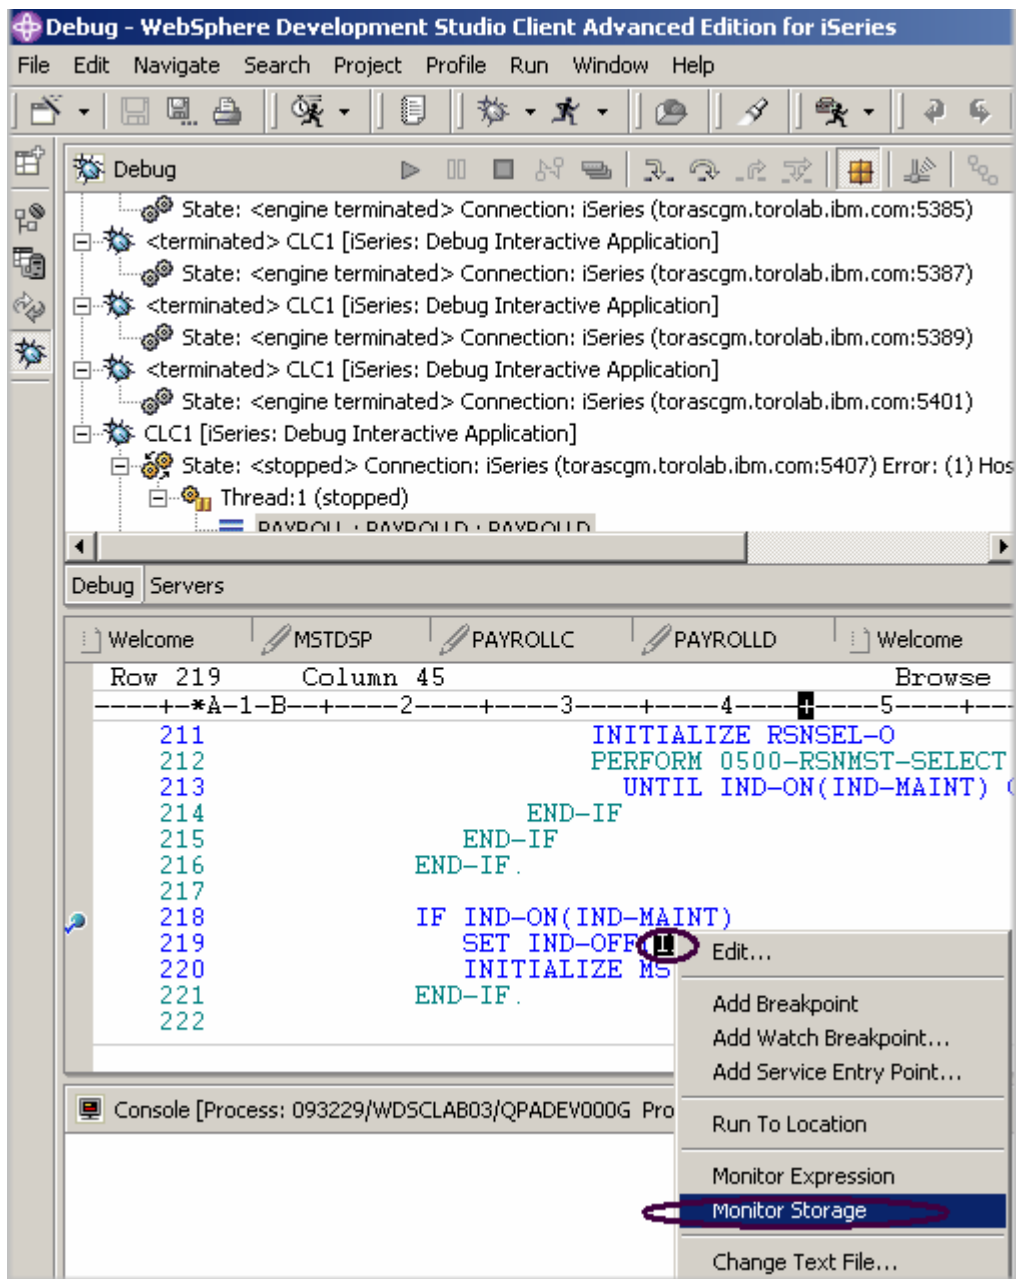 Debug - WebSphere Development Studio Client Advanced Edition for iSeries
File Edit Navigate Search Project Profile Run Window Help
Debug
State: <engine terminated> Connection: iSeries (torascgm.torolab.ibm.com:5385)
<terminated> CLC1 [iSeries: Debug Interactive Application]
State: <engine terminated> Connection: iSeries (torascgm.torolab.ibm.com:5387)
<terminated> CLC1 [iSeries: Debug Interactive Application]
State: <engine terminated> Connection: iSeries (torascgm.torolab.ibm.com:5389)
<terminated> CLC1 [iSeries: Debug Interactive Application]
State: <engine terminated> Connection: iSeries (torascgm.torolab.ibm.com:5401)
CLC1 [iSeries: Debug Interactive Application]
State: <stopped> Connection: iSeries (torascgm.torolab.ibm.com:5407) Error: (1) Hos
Thread:1 (stopped)
PAYROLL : PAYROLLD : PAYROLLD
Debug Servers
Welcome MSTDSP PAYROLLC PAYROLLD Welcome
Row 219 Column 45 Browse
----+-*A-1-B--+----2----+----3----+----4----+----5----+---
211 INITIALIZE RSNSEL-O
212 PERFORM 0500-RSNMST-SELECT
213 UNTIL IND-ON(IND-MAINT)
214 END-IF
215 END-IF
216 END-IF.
217
218 IF IND-ON(IND-MAINT)
219 SET IND-OFF(I
220 INITIALIZE MS
221 END-IF.
222
Edit...
Add Breakpoint
Add Watch Breakpoint...
Add Service Entry Point...
Run To Location
Monitor Expression
Monitor Storage
Change Text File...
Console [Process: 093229/WDSCLAB03/QPADEV000G Pro